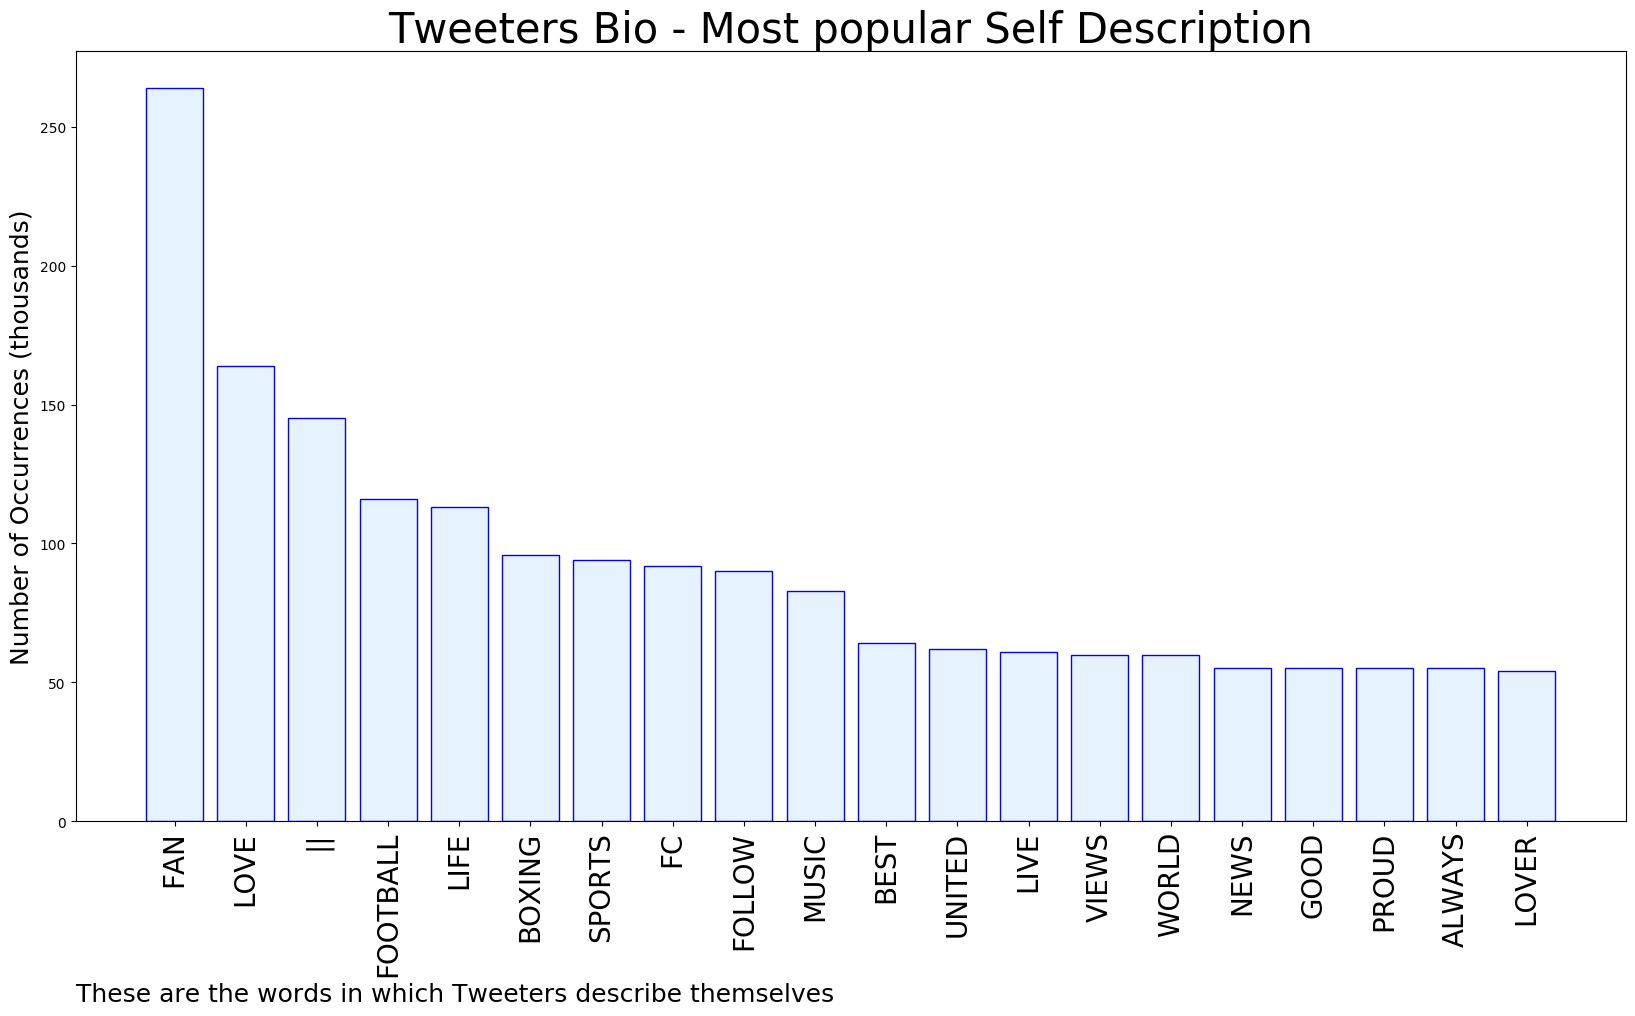 Tweeters Bio - Most popular Self Description
Number of Occurrences (thousands)
250
200
150
100
50
0
FAN
LOVE
||
FOOTBALL
LIFE
BOXING
SPORTS
FC
FOLLOW
MUSIC
BEST
UNITED
LIVE
VIEWS
WORLD
NEWS
GOOD
PROUD
ALWAYS
LOVER
These are the words in which Tweeters describe themselves